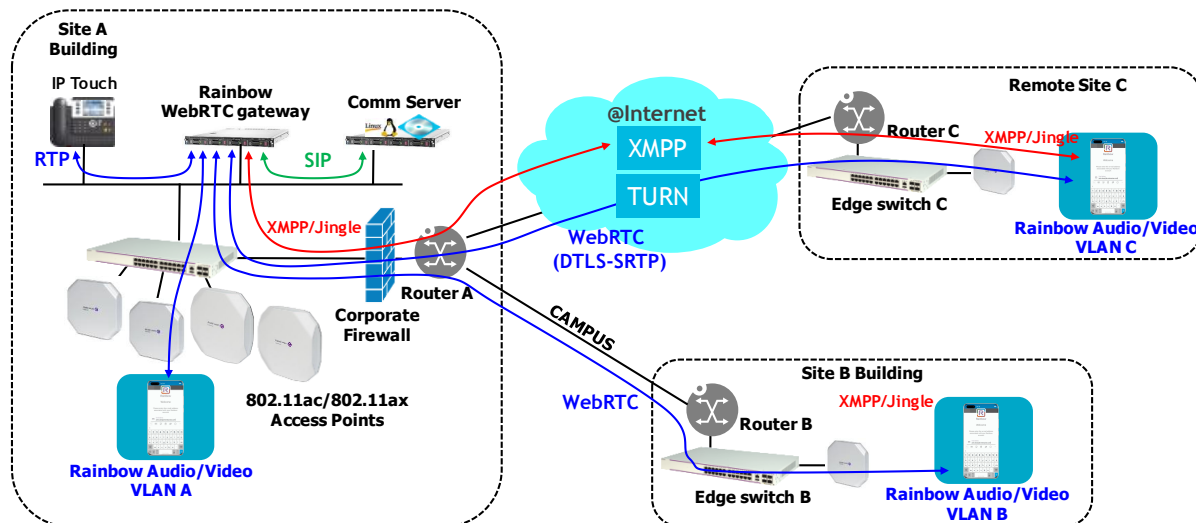 Site A
Building
IP Touch
Rainbow
WebRTC gateway
Comm Server
Linux
RTP
SIP
XMPP/Jingle
Corporate
Firewall
Router A
802.11ac/802.11ax
Access Points
Rainbow Audio/Video
VLAN A
@Internet
XMPP
TURN
WebRTC
(DTLS-SRTP)
CAMPUS
WebRTC
Remote Site C
Router C
XMPP/Jingle
Edge switch C
Rainbow Audio/Video
VLAN C
Site B Building
XMPP/Jingle
Router B
Edge switch B
Rainbow Audio/Video
VLAN B